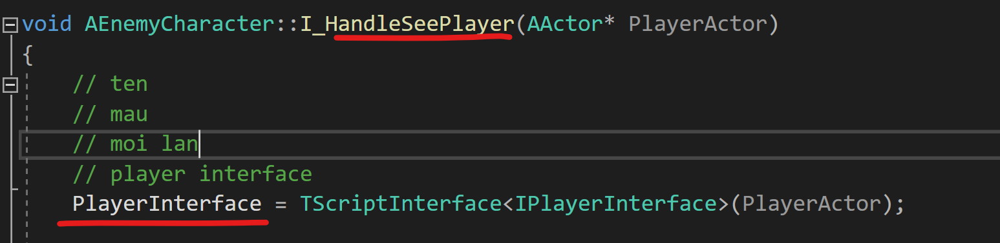 void AEnemyCharacter::I_HandleSeePlayer(AActor* PlayerActor)
{
// ten
// mau
// moi lan
// player interface
PlayerInterface = TScriptInterface<IPlayerInterface>(PlayerActor);